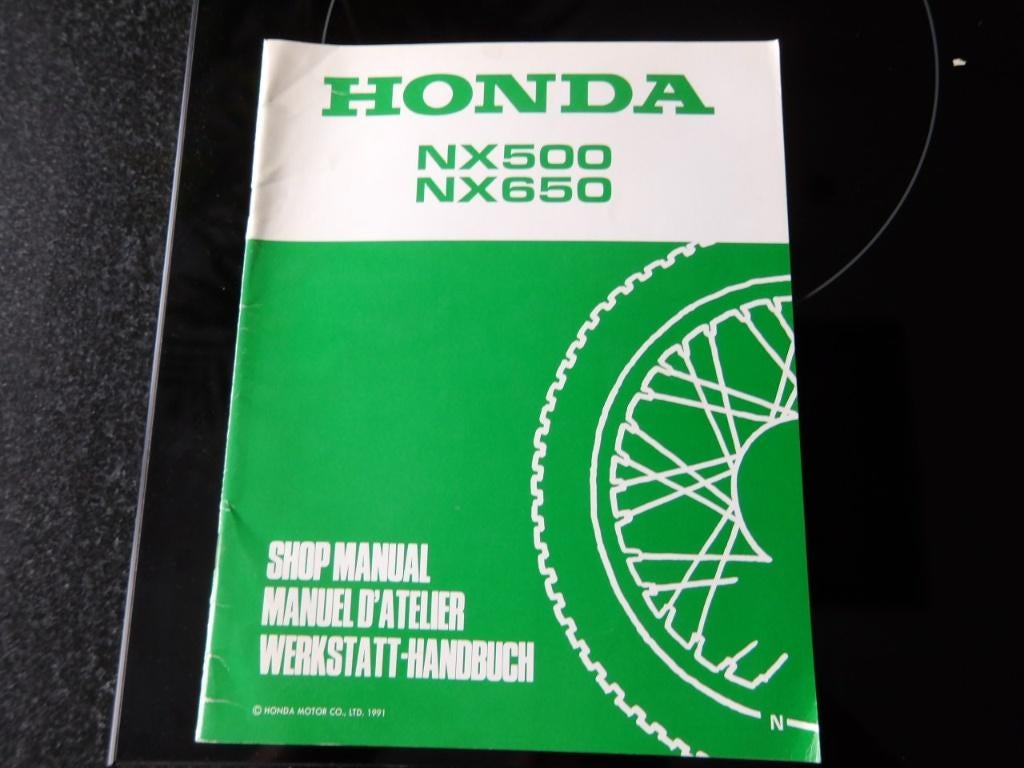 HONDA
NX500
NX650
SHOP MANUAL
MANUEL D'ATELIER
WERKSTATT-HANDBUCH
© HONDA MOTOR CO., LTD. 1991
N